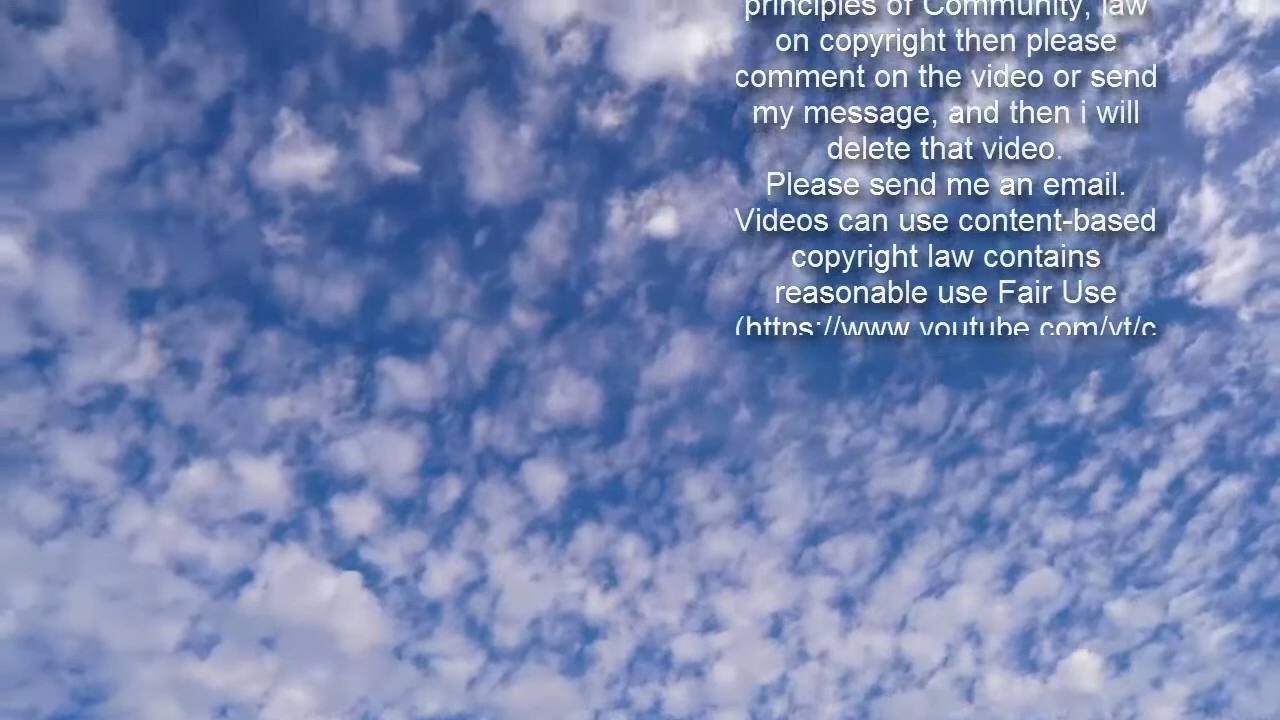 principles of Community, law
on copyright then please
comment on the video or send
my message, and then i will
delete that video.
Please send me an email.
Videos can use content-based
copyright law contains
reasonable use Fair Use
(https://www.youtube.com/yt/c